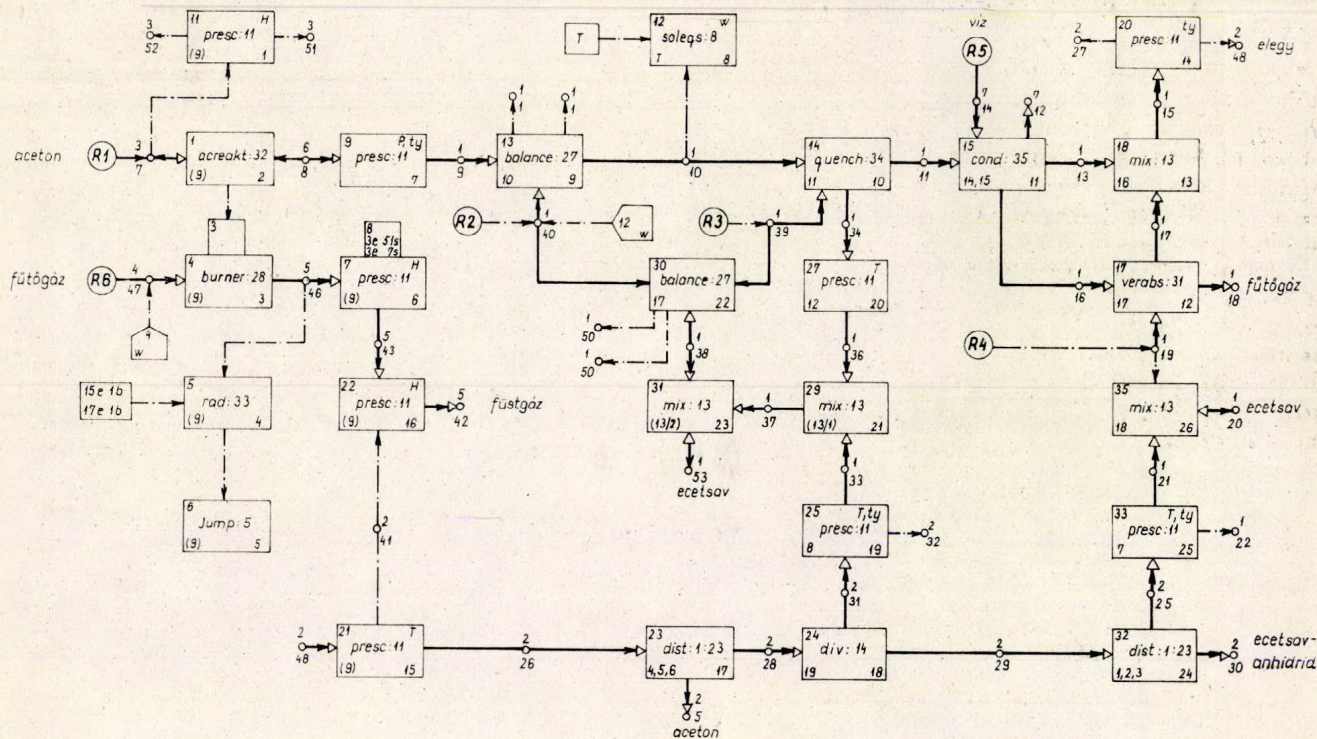 11 H
presc: 11
(9) 1
3
52
3
51
T
12 W
soleqs: 8
T 8
víz
R5
7
14
7
12
20 ty
presc: 11
14
2
27
2
48
elegy
aceton
R1
3
7
1
acreakt: 32
(9) 2
6
8
9 P, ty
presc: 11
7
1
9
1
1
1
1
13
balance: 27
10 9
1
10
14
quench: 34
11 10
1
11
15
cond: 35
14, 15 11
1
13
18
mix: 13
16 13
1
15
1
17
R2
1
40
12
W
R3
1
39
1
34
3
fűtőgáz
R6
4
47
4
W
4
burner: 28
(9) 3
5
46
8
3e 51s
3e 7s
7 H
presc: 11
(9) 6
30
balance: 27
17 22
1
50
1
50
1
38
27 T
presc: 11
12 20
1
36
1
16
17
verabs: 31
17 12
1
18
fűtőgáz
R4
1
19
5
43
15e 1b
17e 1b
5
rad: 33
(9) 4
22 H
presc: 11
(9) 16
5
42
füstgáz
31
mix: 13
(13/2) 23
1
37
29
mix: 13
(13/1) 21
35
mix: 13
18 26
1
20
ecetsav
1
53
ecetsav
1
33
1
21
6
Jump: 5
(9) 5
2
41
25 T, ty
presc: 11
8 19
2
32
33 T, ty
presc: 11
7 25
1
22
2
31
2
25
2
48
21 T
presc: 11
(9) 15
2
26
23
dist: 1:23
4, 5, 6 17
2
28
24
div: 14
19 18
2
29
32
dist: 1:23
1, 2, 3 24
2
30
ecetsav-
anhidrid
2
5
aceton